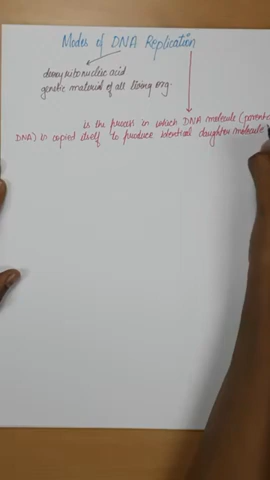 Modes of DNA Replication
deoxyribonucleic acid
genetic material of all living org.
is the process in which DNA molecule (parental
DNA) is copied itself to produce identical daughter molecule